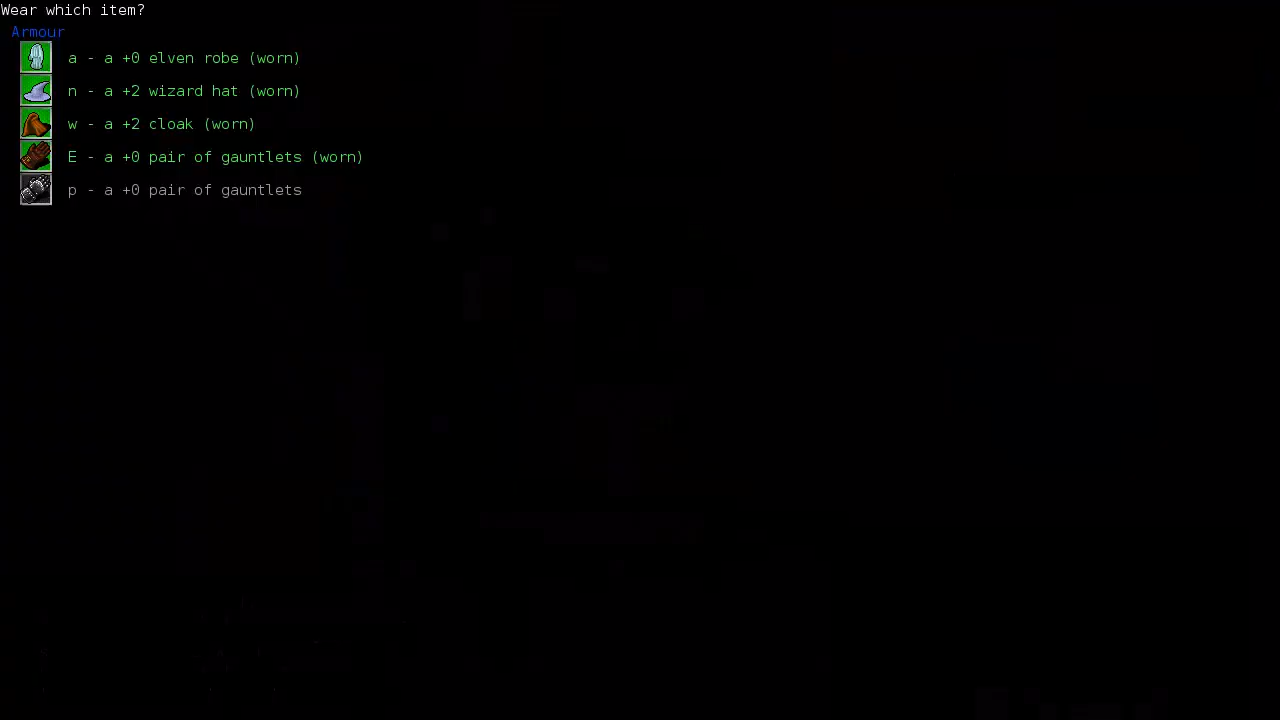 Wear which item?
Armour
a - a +0 elven robe (worn)
n - a +2 wizard hat (worn)
w - a +2 cloak (worn)
E - a +0 pair of gauntlets (worn)
p - a +0 pair of gauntlets